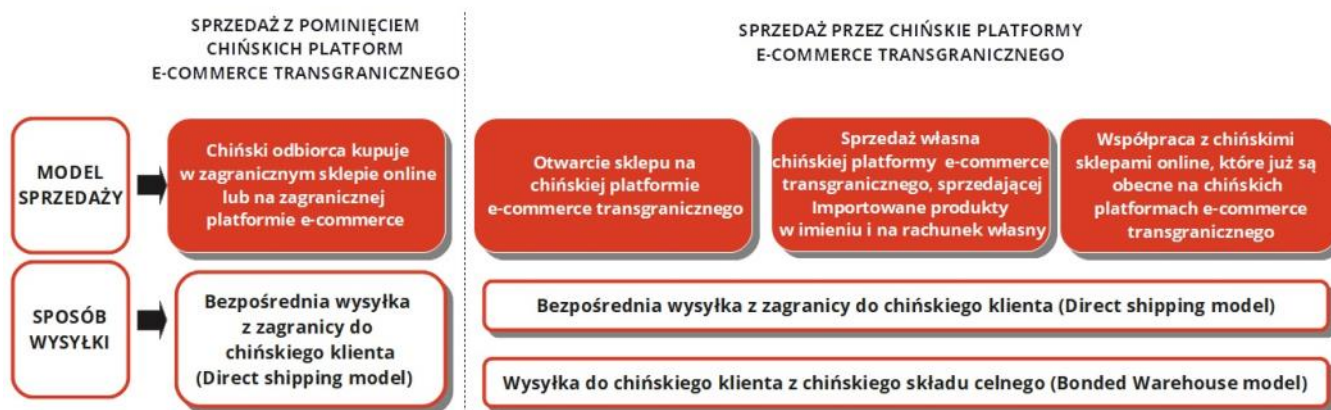 SPRZEDAŻ Z POMINIĘCIEM
CHIŃSKICH PLATFORM
E-COMMERCE TRANSGRANICZNEGO
SPRZEDAŻ PRZEZ CHIŃSKIE PLATFORMY
E-COMMERCE TRANSGRANICZNEGO
MODEL
SPRZEDAŻY
Chiński odbiorca kupuje
w zagranicznym sklepie online
lub na zagranicznej
platformie e-commerce
Otwarcie sklepu na
chińskiej platformie
e-commerce transgranicznego
Sprzedaż własna
chińskiej platformy e-commerce
transgranicznego, sprzedającej
Importowane produkty
w imieniu i na rachunek własny
Współpraca z chińskimi
sklepami online, które już są
obecne na chińskich
platformach e-commerce
transgranicznego
SPOSÓB
WYSYŁKI
Bezpośrednia wysyłka
z zagranicy do
chińskiego klienta
(Direct shipping model)
Bezpośrednia wysyłka z zagranicy do chińskiego klienta (Direct shipping model)
Wysyłka do chińskiego klienta z chińskiego składu celnego (Bonded Warehouse model)